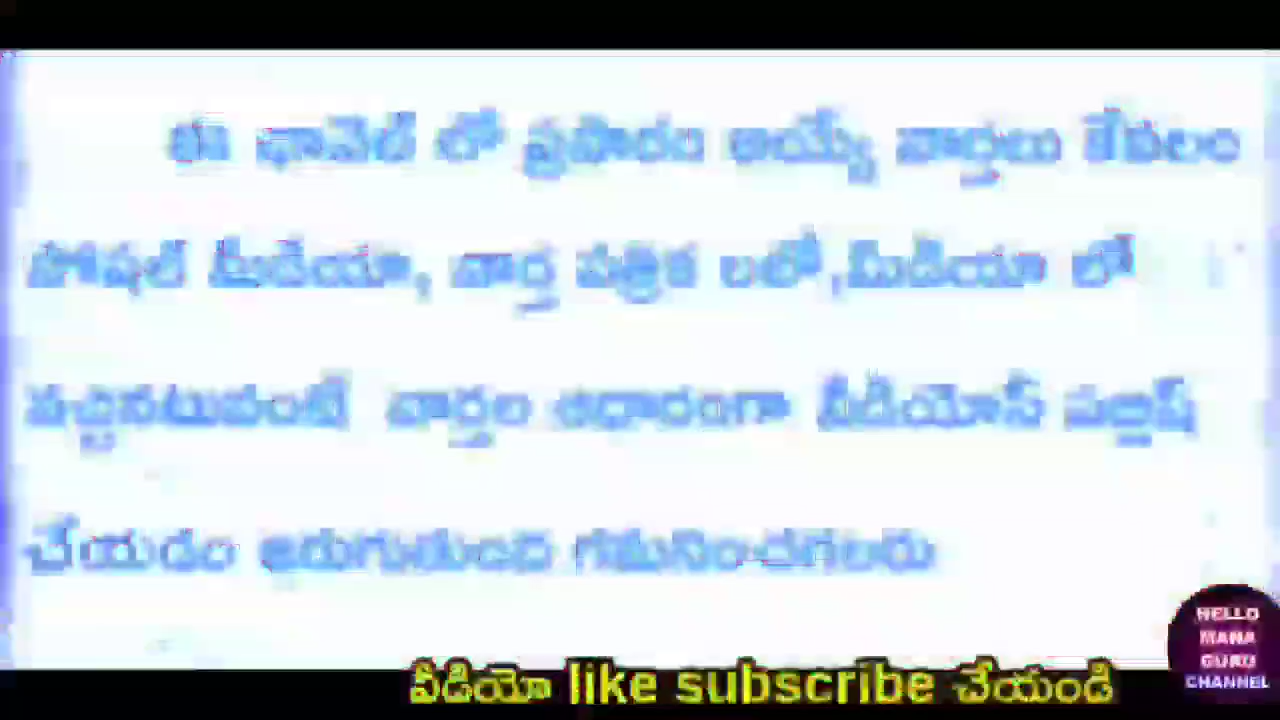 ఈ ఛానెల్ లో ప్రసారం అయ్యే వార్తలు కేవలం
సోషల్ మీడియా, వార్త పత్రిక లలో,మీడియా లో
వచ్చినటువంటి వార్తల ఆధారంగా వీడియోస్ పబ్లిష్
చేయడం జరుగుతుంది గమనించగలరు
HELLO
MANA
GURU
CHANNEL
వీడియో like subscribe చేయండి